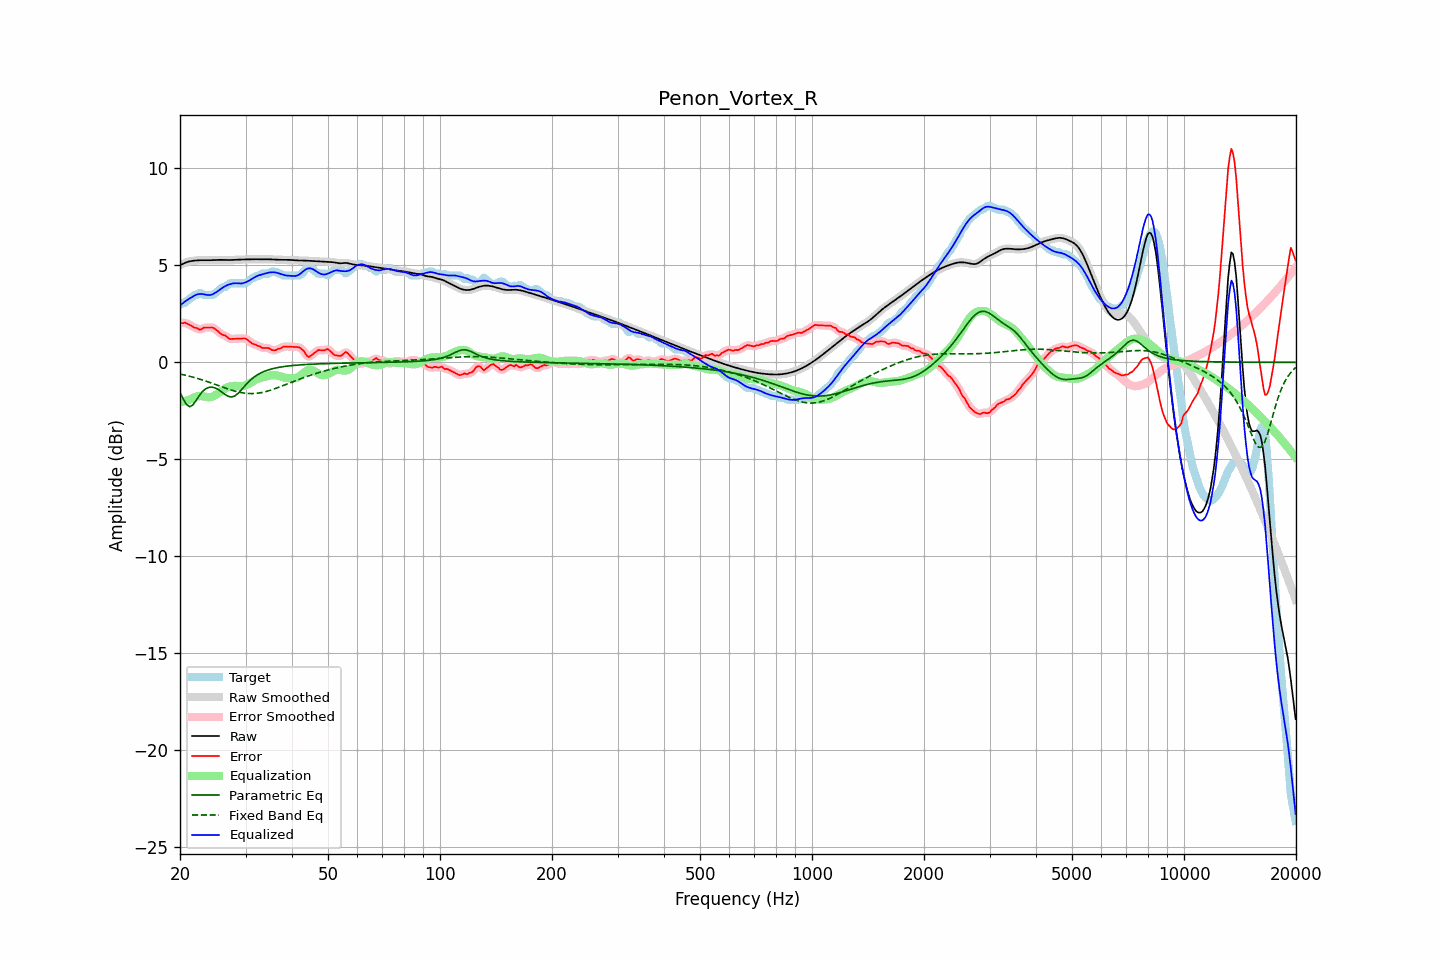 Penon_Vortex_R
10
5
0
−5
−10
−15
−20
−25
Amplitude (dBr)
Target
Raw Smoothed
Error Smoothed
Raw
Error
Equalization
Parametric Eq
Fixed Band Eq
Equalized
20 50 100 200 500 1000 2000 5000 10000 20000
Frequency (Hz)